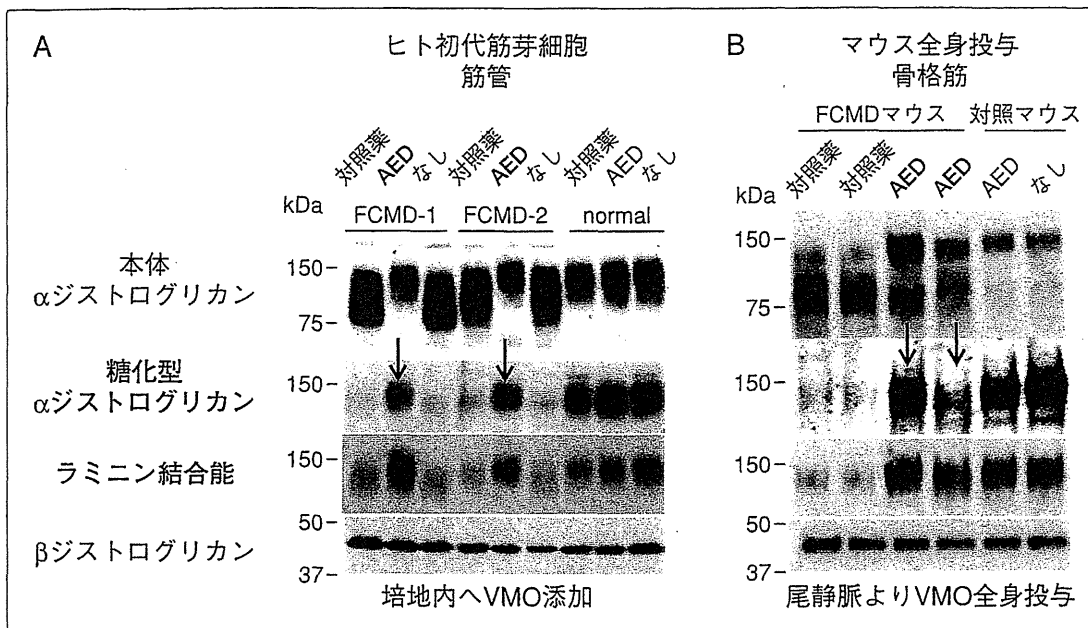 A
ヒト初代筋芽細胞
筋管
対照薬 AED なし 対照薬 AED なし 対照薬 AED なし
kDa
FCMD-1 FCMD-2 normal
本体
αジストログリカン
150
75
糖化型
αジストログリカン
150
ラミニン結合能
150
βジストログリカン
50
37
培地内へVMO添加
B
マウス全身投与
骨格筋
FCMDマウス 対照マウス
対照薬 対照薬 AED AED AED なし
kDa
150
75
150
150
50
37
尾静脈よりVMO全身投与